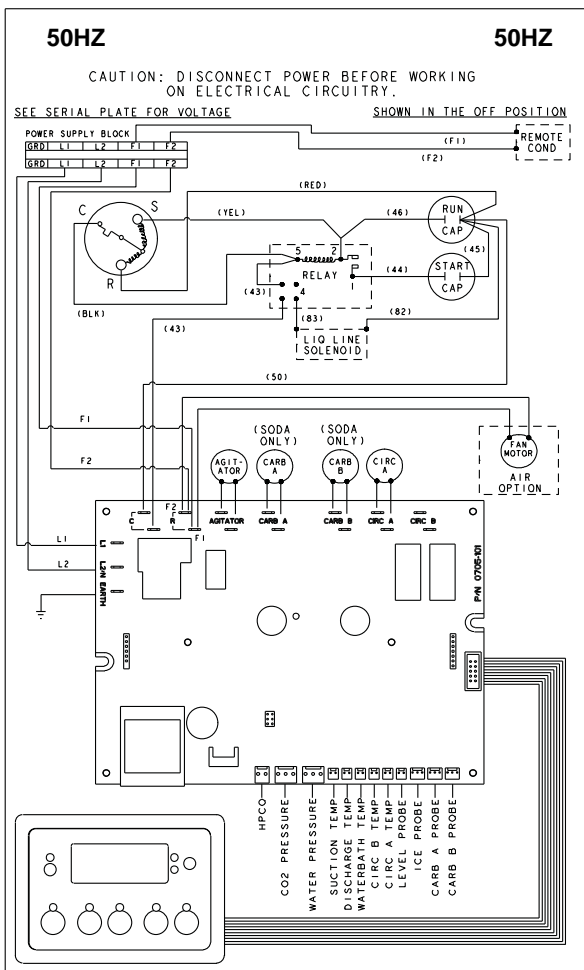 50HZ 50HZ
CAUTION: DISCONNECT POWER BEFORE WORKING
ON ELECTRICAL CIRCUITRY.
SEE SERIAL PLATE FOR VOLTAGE SHOWN IN THE OFF POSITION
POWER SUPPLY BLOCK
GRD L1 L2 F1 F2
GRD L1 L2 F1 F2
(F1)
(F2)
REMOTE
COND
(RED)
C S
R
(YEL)
(46)
RUN
CAP
(45)
5 2
RELAY
(44)
START
CAP
(43) 4
(BLK)
(43)
(83)
(82)
LIQ LINE
SOLENOID
(50)
F1
F2
(SODA
ONLY)
(SODA
ONLY)
AGIT-
ATOR
CARB
A
CARB
B
CIRC
A
FAN
MOTOR
AIR
OPTION
F2
C R AGITATOR CARB A CARB B CIRC A CIRC B
F1
L1 L1
L2 L2/N
EARTH
P/N 0705-101
HPCO
CO2 PRESSURE
WATER PRESSURE
SUCTION TEMP
DISCHARGE TEMP
WATERBATH TEMP
CIRC B TEMP
CIRC A TEMP
LEVEL PROBE
ICE PROBE
CARB A PROBE
CARB B PROBE